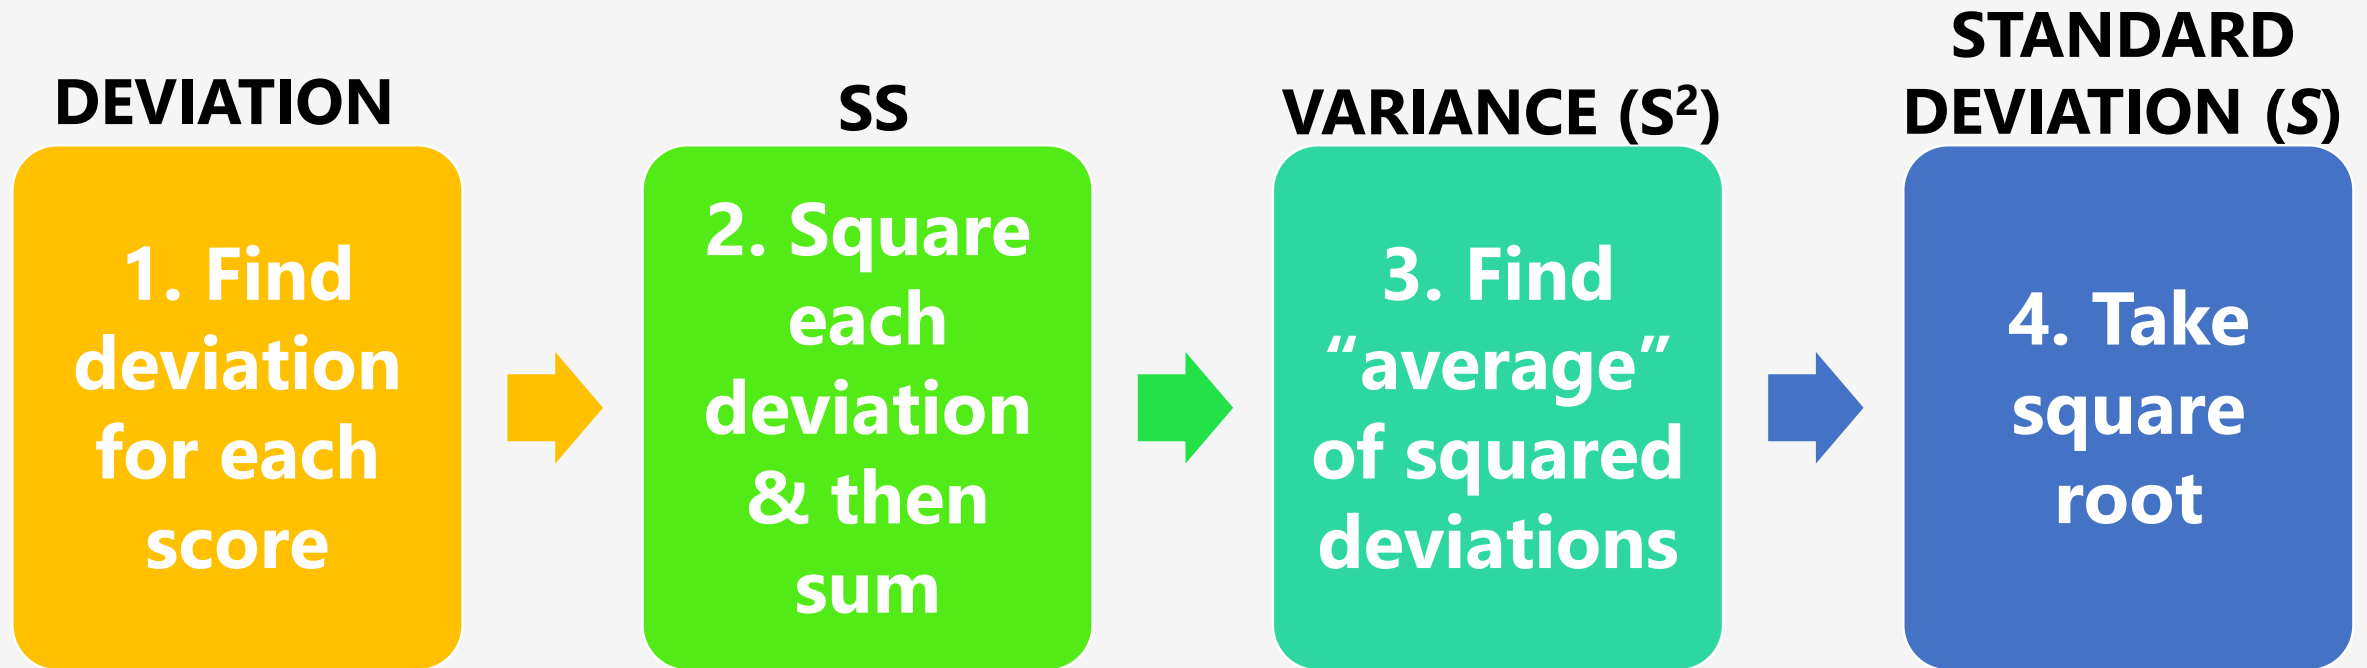 DEVIATION
1. Find
deviation
for each
score
SS
2. Square
each
deviation
& then
sum
VARIANCE (S²)
3. Find
“average”
of squared
deviations
STANDARD
DEVIATION (S)
4. Take
square
root